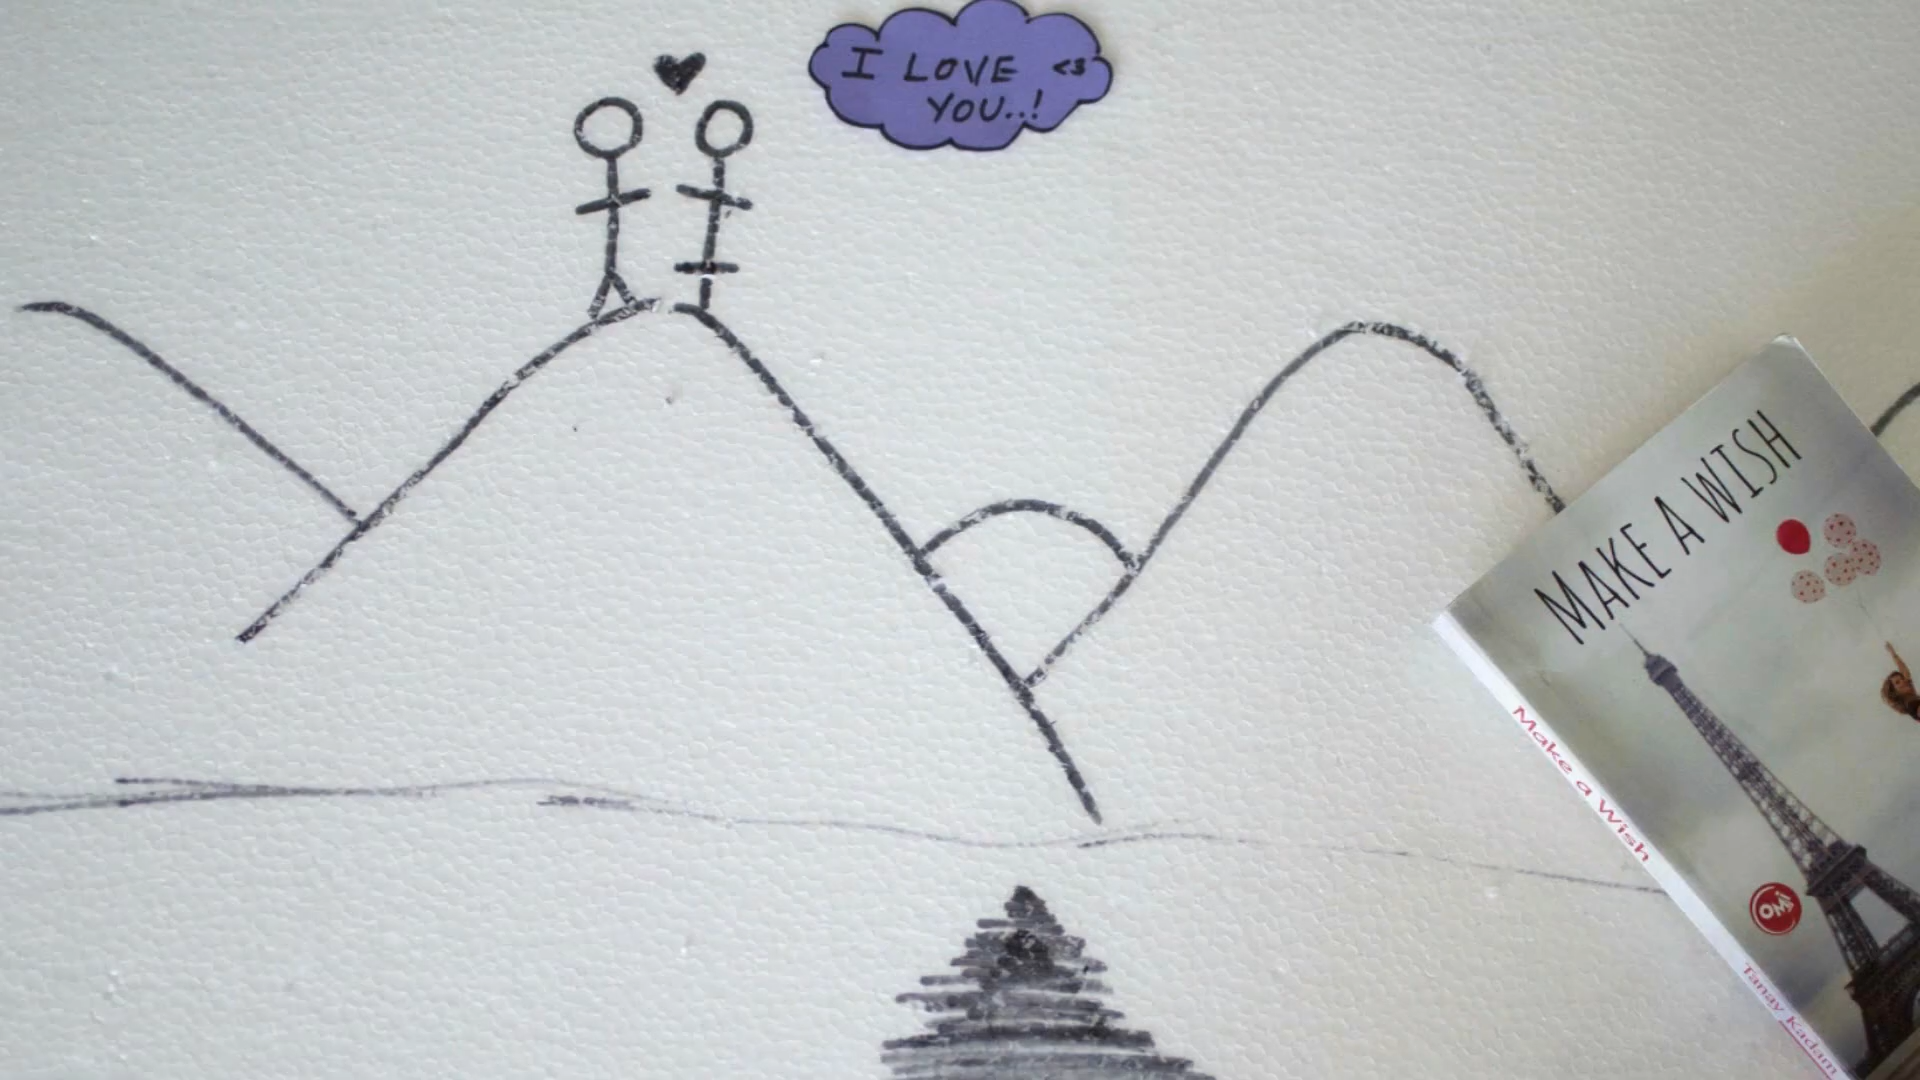 I LOVE <3
YOU..!
MAKE A WISH
Make a Wish
OM!
Tanay Kadam